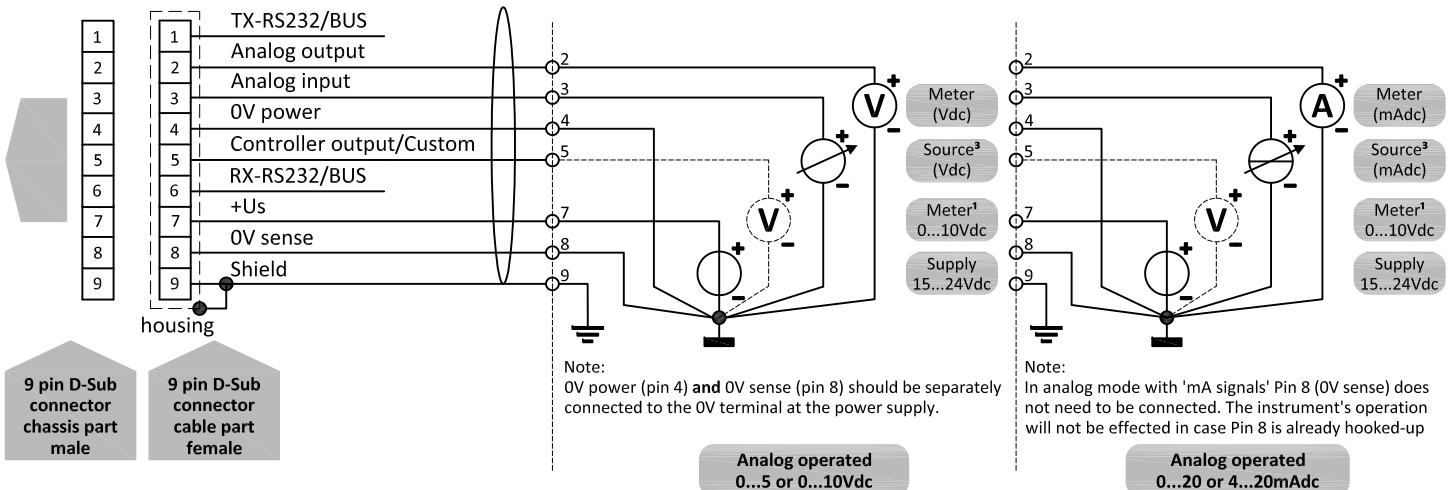 1
2
3
4
5
6
7
8
9
1
2
3
4
5
6
7
8
9
TX-RS232/BUS
Analog output
Analog input
0V power
Controller output/Custom
RX-RS232/BUS
+Us
0V sense
Shield
housing
9 pin D-Sub
connector
chassis part
male
9 pin D-Sub
connector
cable part
female
2
3
4
5
7
8
9
V
+
−
+
−
V
+
−
+
−
Meter
(Vdc)
Source³
(Vdc)
Meter¹
0...10Vdc
Supply
15...24Vdc
Note:
0V power (pin 4) and 0V sense (pin 8) should be separately
connected to the 0V terminal at the power supply.
Analog operated
0...5 or 0...10Vdc
2
3
4
5
7
8
9
A
+
−
+
−
V
+
−
+
−
Meter
(mAdc)
Source³
(mAdc)
Meter¹
0...10Vdc
Supply
15...24Vdc
Note:
In analog mode with 'mA signals' Pin 8 (0V sense) does
not need to be connected. The instrument's operation
will not be effected in case Pin 8 is already hooked-up
Analog operated
0...20 or 4...20mAdc